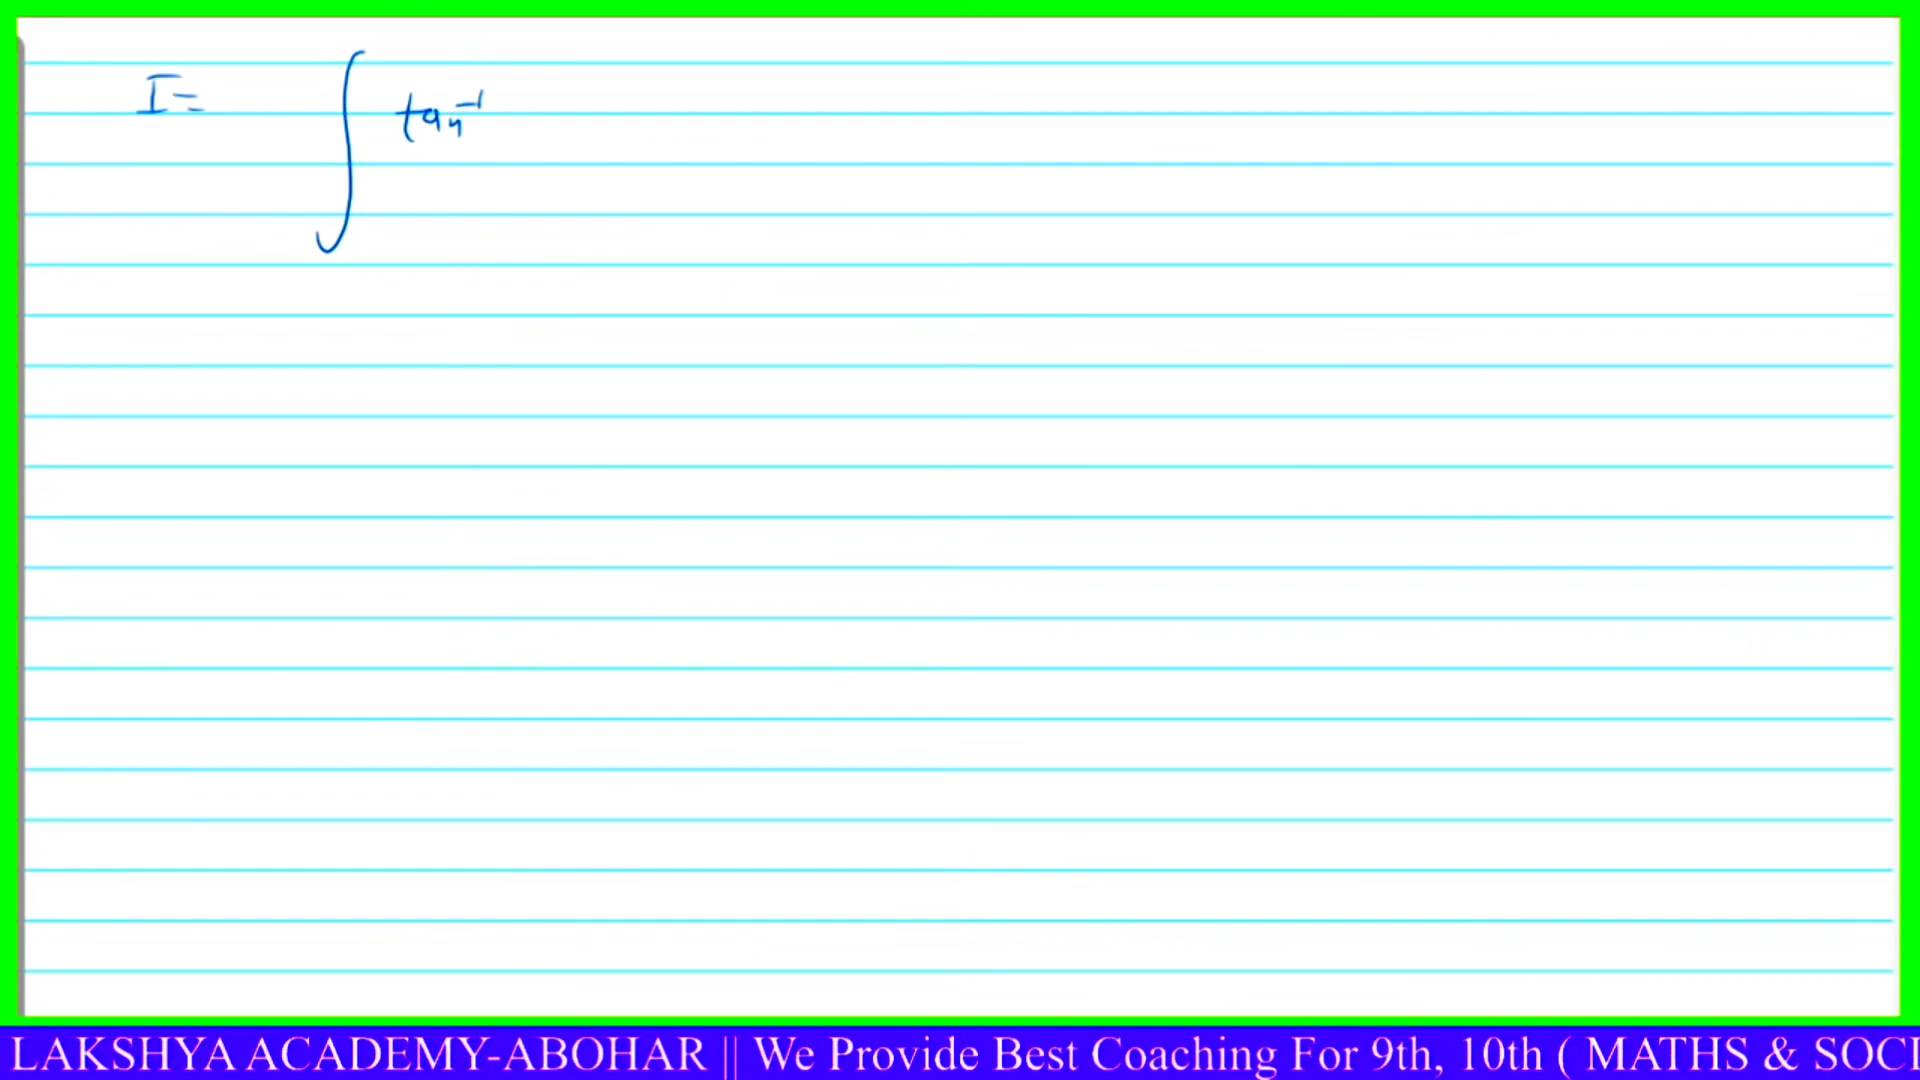 I = ∫ tan⁻¹
LAKSHYA ACADEMY-ABOHAR || We Provide Best Coaching For 9th, 10th ( MATHS & SOCI